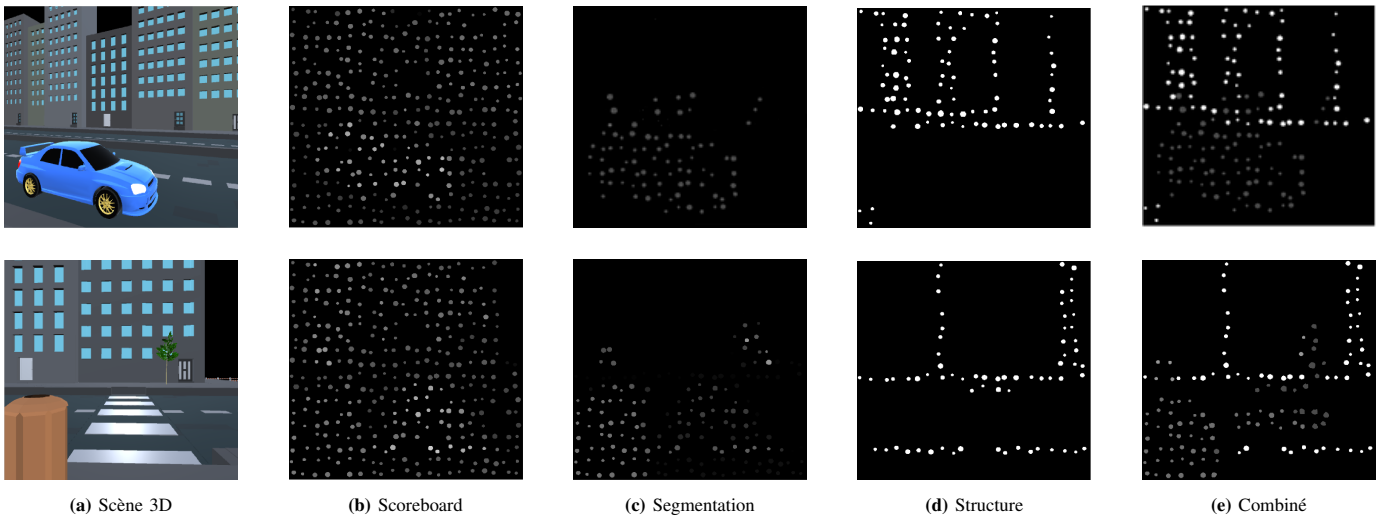 (a) Scène 3D
(b) Scoreboard
(c) Segmentation
(d) Structure
(e) Combiné